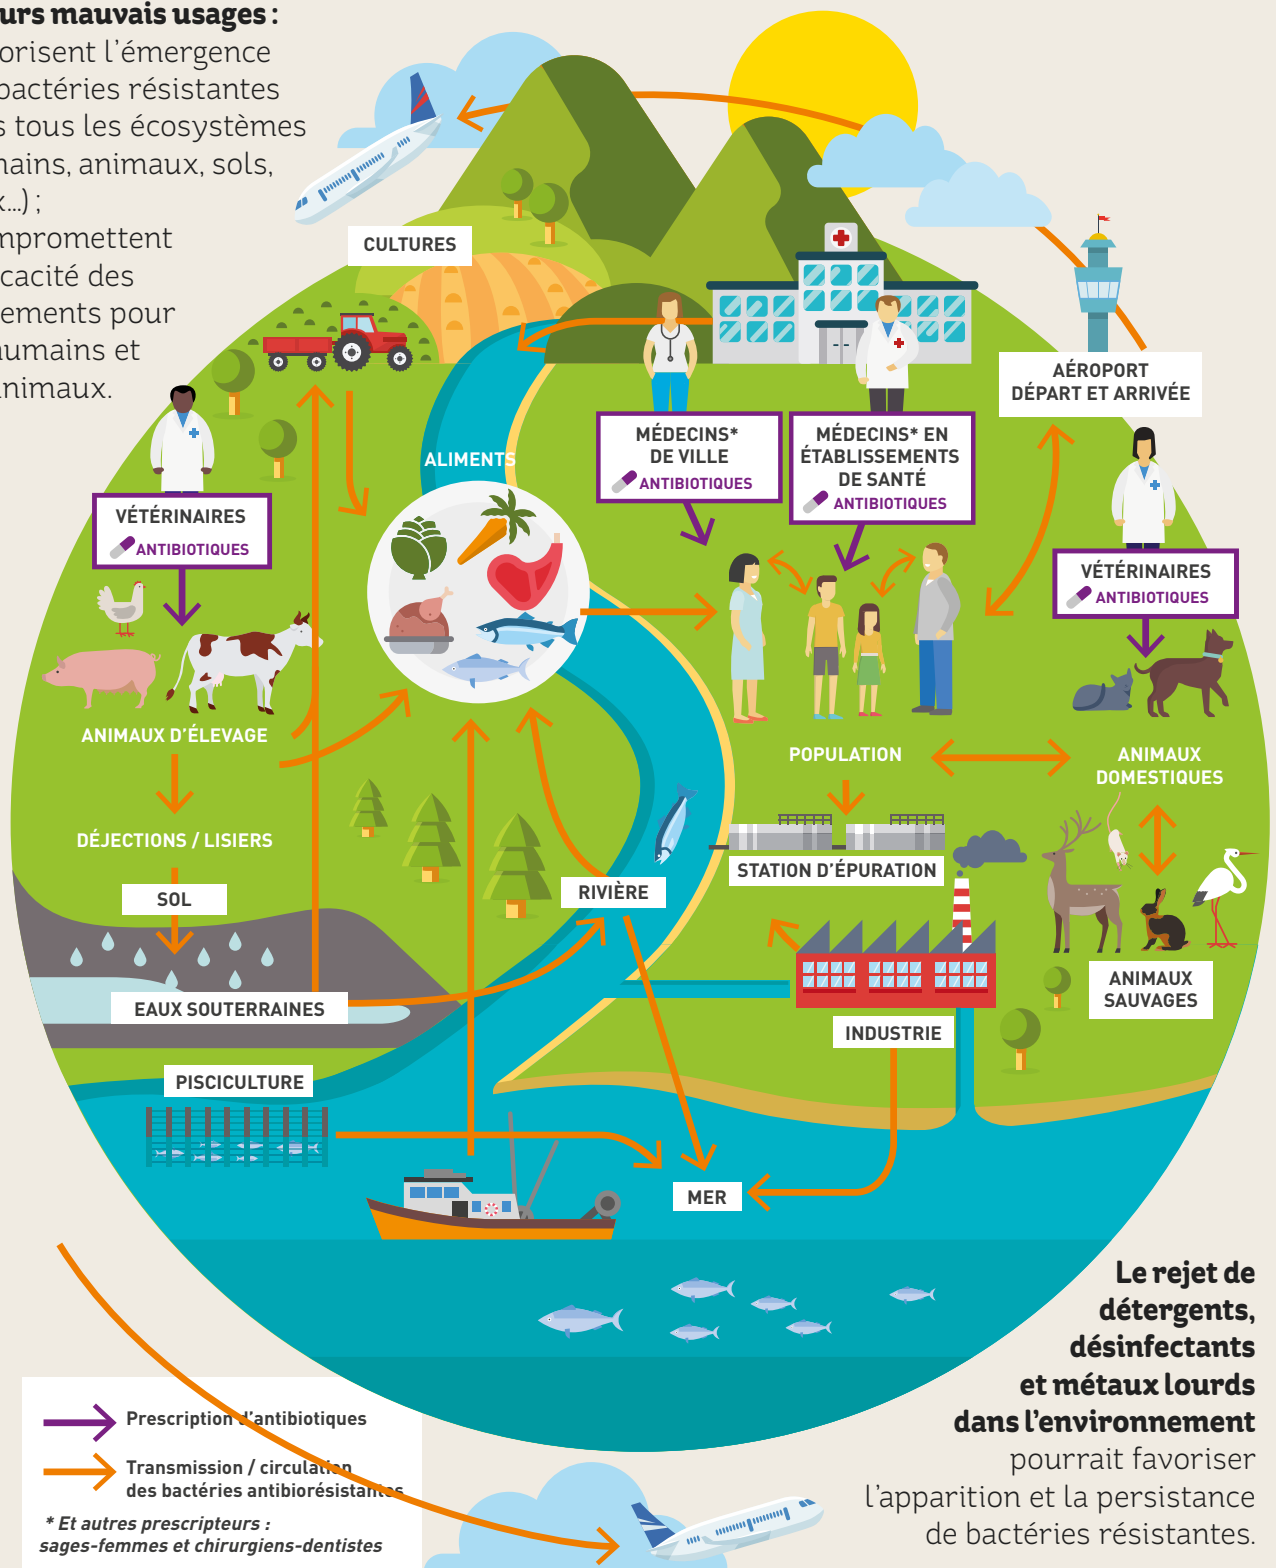 urs mauvais usages :
orisent l’émergence
bactéries résistantes
s tous les écosystèmes
nains, animaux, sols,
x…) ;
mpromettent
cacité des
ements pour
humains et
nimaux.
CULTURES
AÉROPORT
DÉPART ET ARRIVÉE
MÉDECINS*
DE VILLE
ANTIBIOTIQUES
MÉDECINS* EN
ÉTABLISSEMENTS
DE SANTÉ
ANTIBIOTIQUES
ALIMENTS
VÉTÉRINAIRES
ANTIBIOTIQUES
VÉTÉRINAIRES
ANTIBIOTIQUES
ANIMAUX D’ÉLEVAGE
POPULATION
ANIMAUX
DOMESTIQUES
DÉJECTIONS / LISIERS
STATION D’ÉPURATION
SOL
RIVIÈRE
ANIMAUX
SAUVAGES
EAUX SOUTERRAINES
INDUSTRIE
PISCICULTURE
MER
Le rejet de
détergents,
désinfectants
et métaux lourds
dans l’environnement
pourrait favoriser
l’apparition et la persistance
de bactéries résistantes.
Prescription d’antibiotiques
Transmission / circulation
des bactéries antibiorésistantes
* Et autres prescripteurs :
sages-femmes et chirurgiens-dentistes